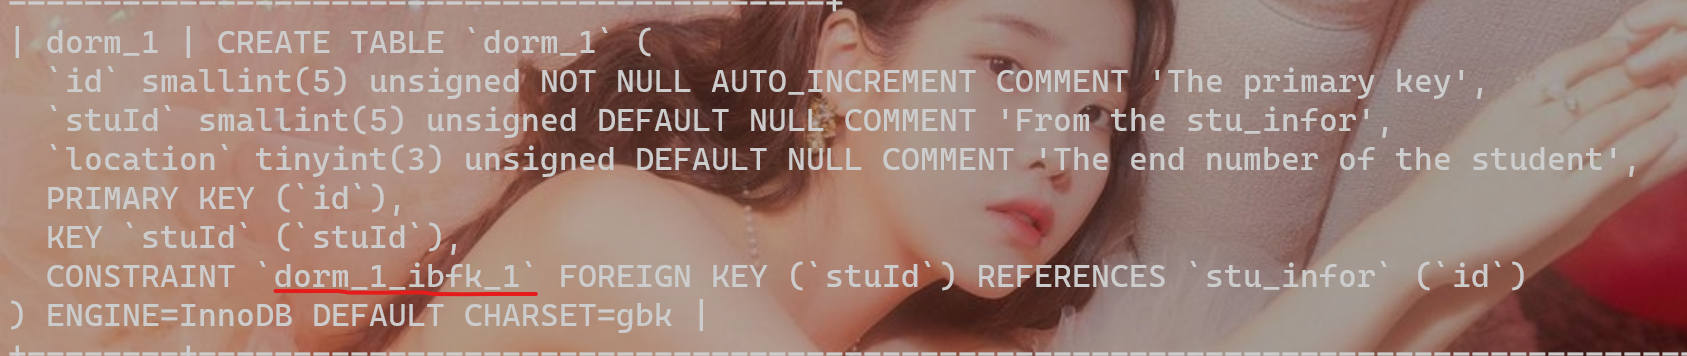 | dorm_1 | CREATE TABLE `dorm_1` (
  `id` smallint(5) unsigned NOT NULL AUTO_INCREMENT COMMENT 'The primary key',
  `stuId` smallint(5) unsigned DEFAULT NULL COMMENT 'From the stu_infor',
  `location` tinyint(3) unsigned DEFAULT NULL COMMENT 'The end number of the student',
  PRIMARY KEY (`id`),
  KEY `stuId` (`stuId`),
  CONSTRAINT `dorm_1_ibfk_1` FOREIGN KEY (`stuId`) REFERENCES `stu_infor` (`id`)
) ENGINE=InnoDB DEFAULT CHARSET=gbk |